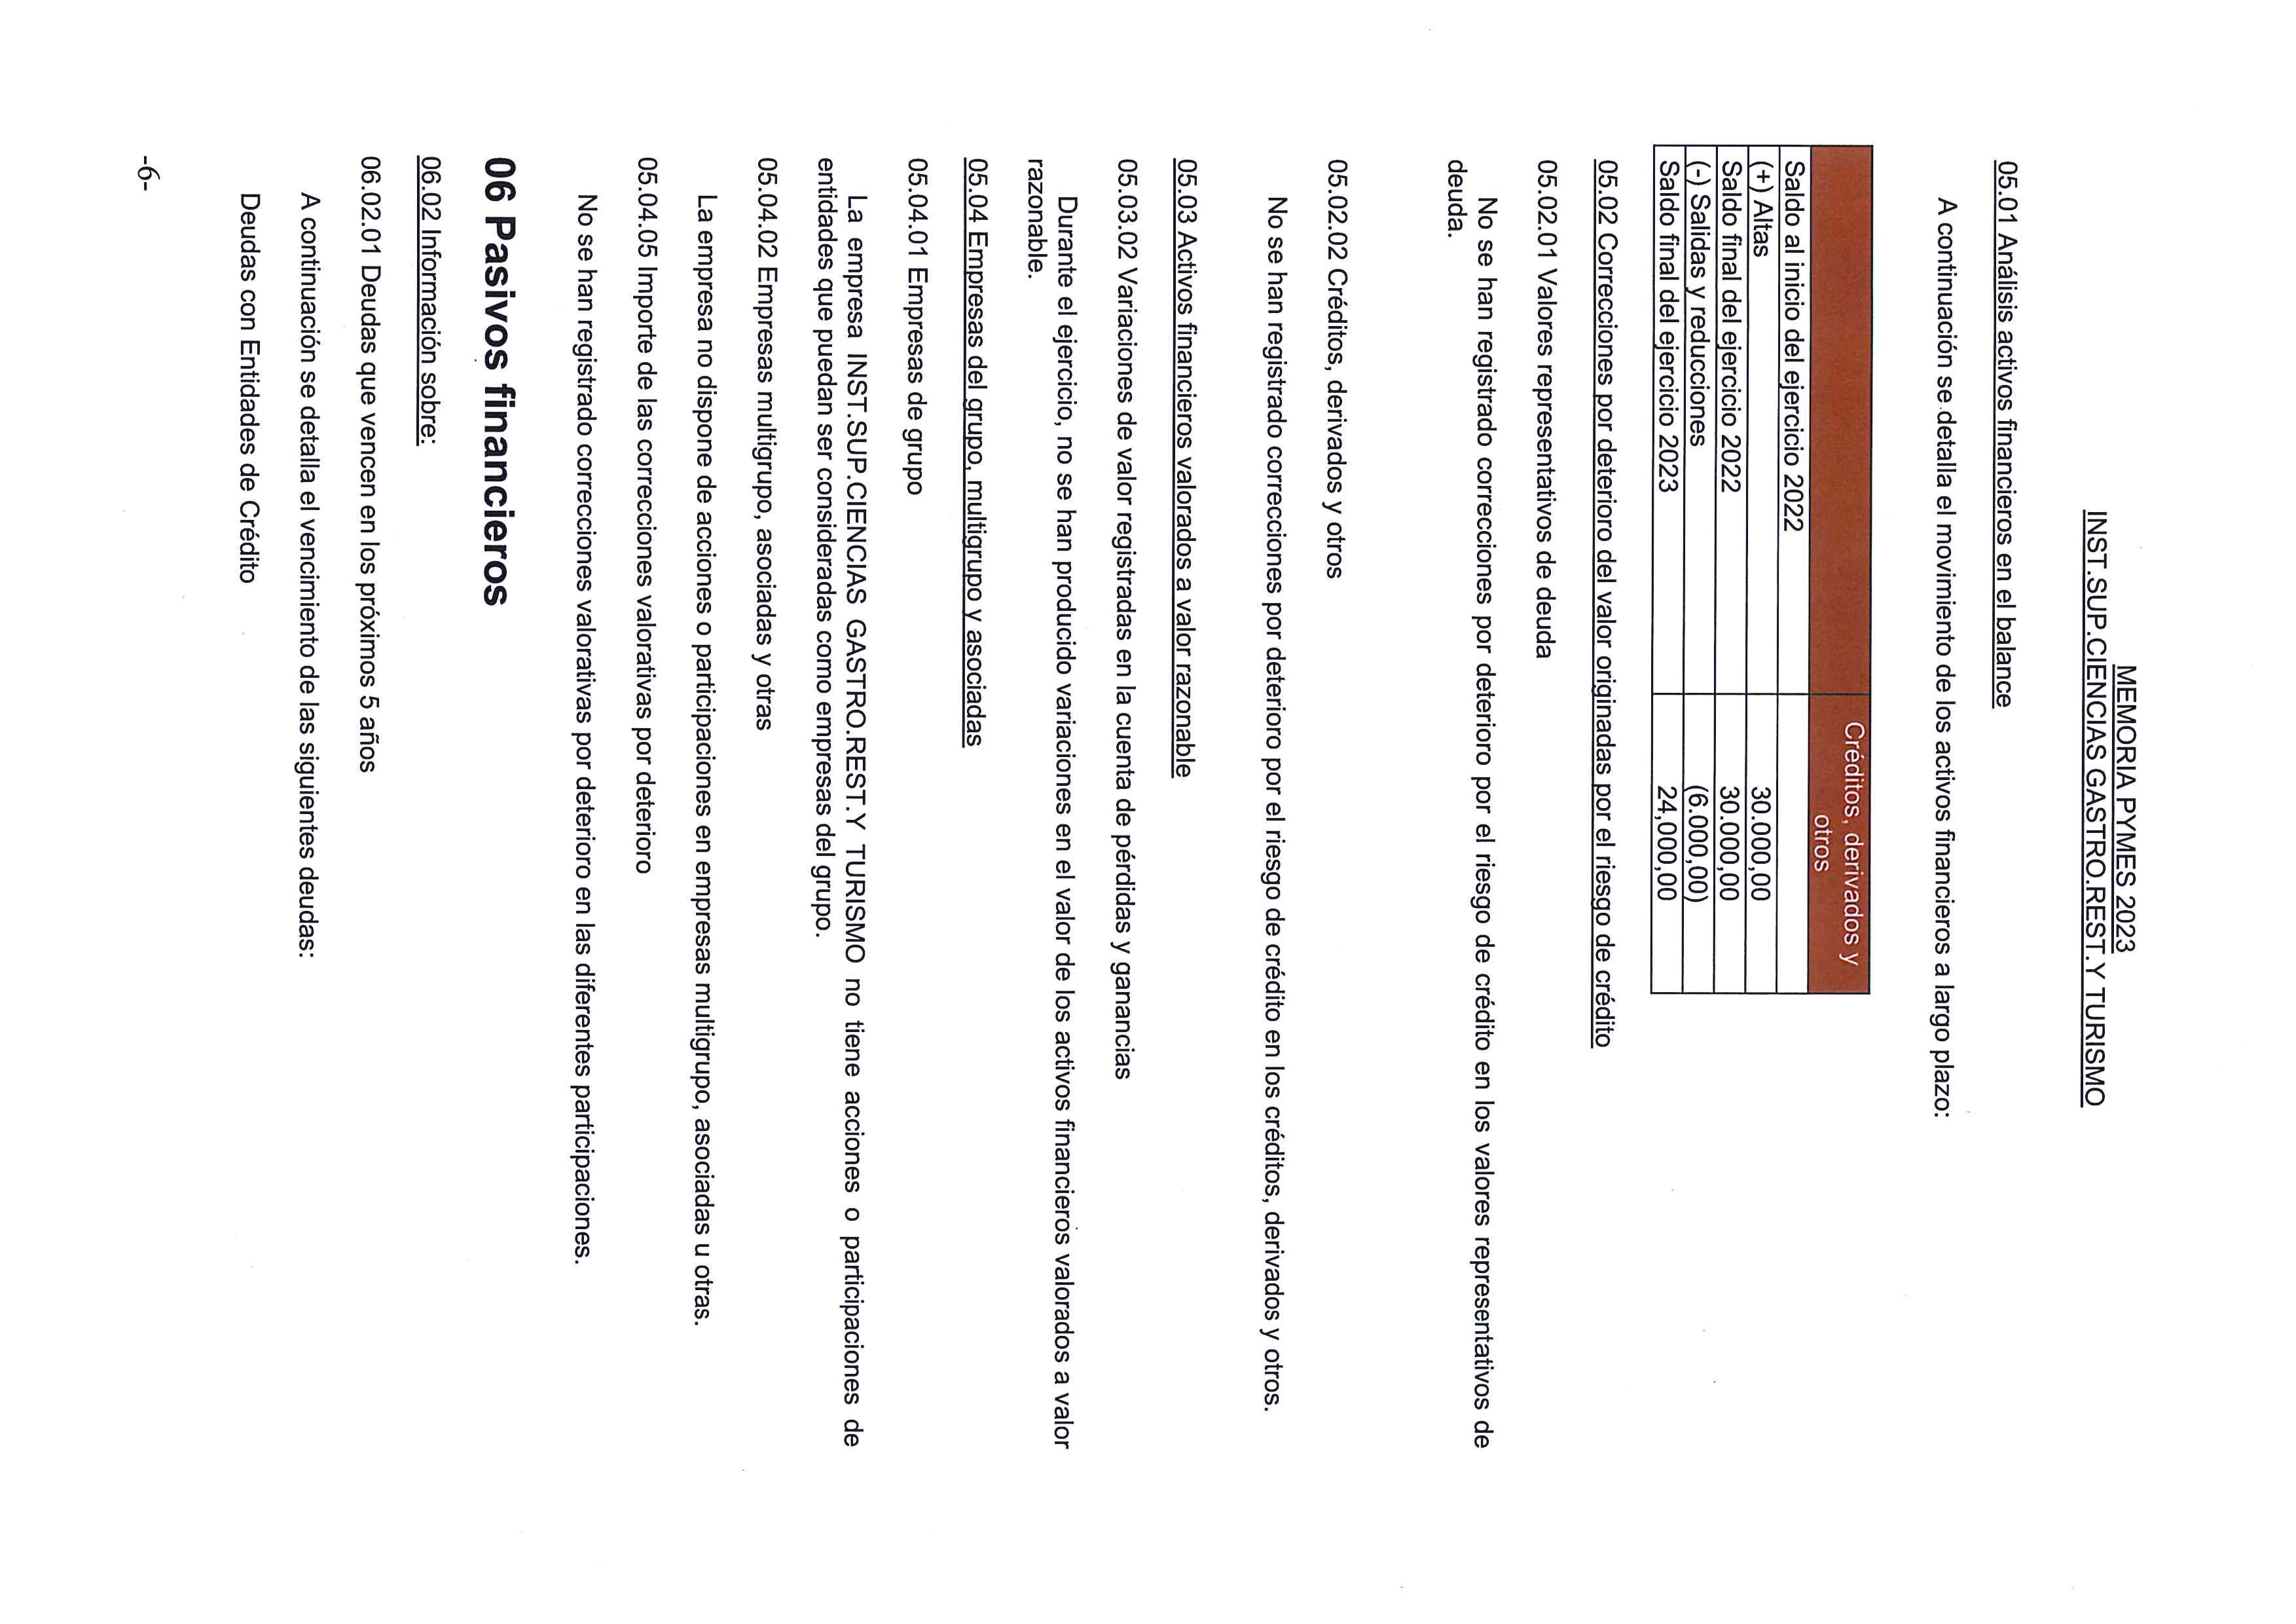 MEMORIA PYMES 2023
INST.SUP.CIENCIAS GASTRO.REST.Y TURISMO
05.01 Análisis activos financieros en el balance
A continuación se detalla el movimiento de los activos financieros a largo plazo:
Créditos, derivados y
otros
Saldo al inicio del ejercicio 2022
(+) Altas 30.000,00
Saldo final del ejercicio 2022 30.000,00
(-) Salidas y reducciones (6.000,00)
Saldo final del ejercicio 2023 24,000,00
05.02 Correcciones por deterioro del valor originadas por el riesgo de crédito
05.02.01 Valores representativos de deuda
No se han registrado correcciones por deterioro por el riesgo de crédito en los valores representativos de
deuda.
05.02.02 Créditos, derivados y otros
No se han registrado correcciones por deterioro por el riesgo de crédito en los créditos, derivados y otros.
05.03 Activos financieros valorados a valor razonable
05.03.02 Variaciones de valor registradas en la cuenta de pérdidas y ganancias
Durante el ejercicio, no se han producido variaciones en el valor de los activos financieros valorados a valor
razonable.
05.04 Empresas del grupo, multigrupo y asociadas
05.04.01 Empresas de grupo
La empresa INST.SUP.CIENCIAS GASTRO.REST.Y TURISMO no tiene acciones o participaciones de
entidades que puedan ser consideradas como empresas del grupo.
05.04.02 Empresas multigrupo, asociadas y otras
La empresa no dispone de acciones o participaciones en empresas multigrupo, asociadas u otras.
05.04.05 Importe de las correcciones valorativas por deterioro
No se han registrado correcciones valorativas por deterioro en las diferentes participaciones.
06 Pasivos financieros
06.02 Información sobre:
06.02.01 Deudas que vencen en los próximos 5 años
A continuación se detalla el vencimiento de las siguientes deudas:
Deudas con Entidades de Crédito
-6-